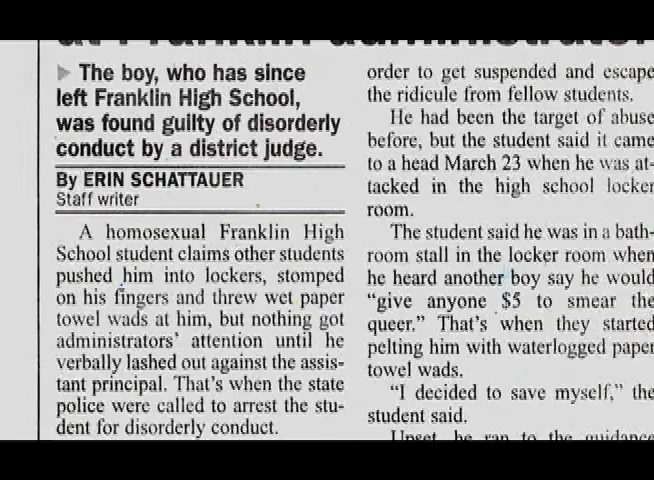 at Franklin administrator
The boy, who has since
left Franklin High School,
was found guilty of disorderly
conduct by a district judge.
By ERIN SCHATTAUER
Staff writer
A homosexual Franklin High
School student claims other students
pushed him into lockers, stomped
on his fingers and threw wet paper
towel wads at him, but nothing got
administrators’ attention until he
verbally lashed out against the assis-
tant principal. That’s when the state
police were called to arrest the stu-
dent for disorderly conduct.
order to get suspended and escape
the ridicule from fellow students.
He had been the target of abuse
before, but the student said it came
to a head March 23 when he was at-
tacked in the high school locker
room.
The student said he was in a bath-
room stall in the locker room when
he heard another boy say he would
“give anyone $5 to smear the
queer.” That’s when they started
pelting him with waterlogged paper
towel wads.
“I decided to save myself,” the
student said.
Upset, he ran to the guidance